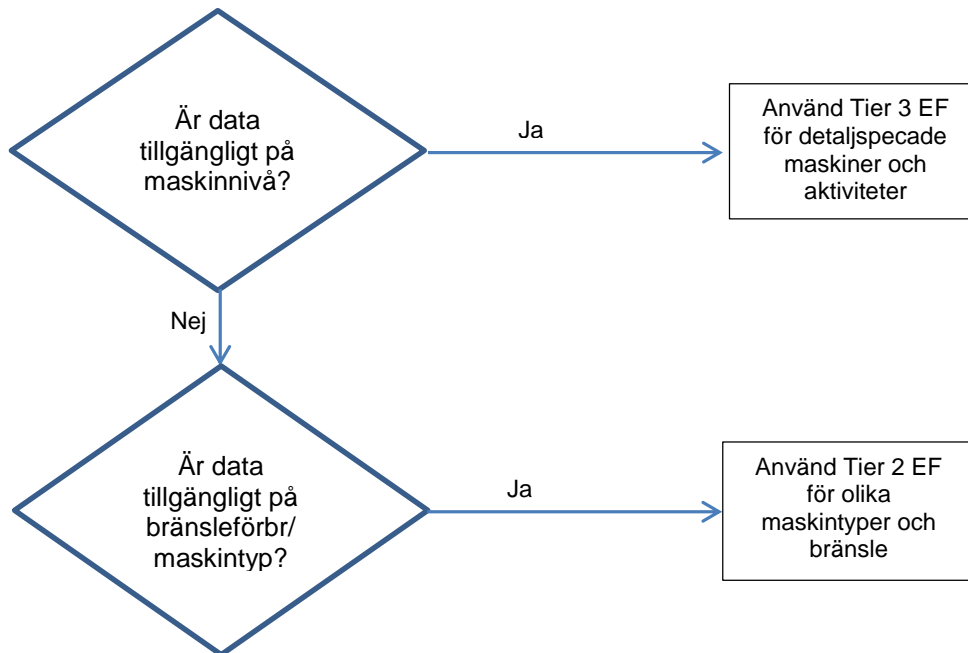 Är data
tillgängligt på
maskinnivå?
Ja
Använd Tier 3 EF
för detaljspecade
maskiner och
aktiviteter
Nej
Är data
tillgängligt på
bränsleförbr/
maskintyp?
Ja
Använd Tier 2 EF
för olika
maskintyper och
bränsle